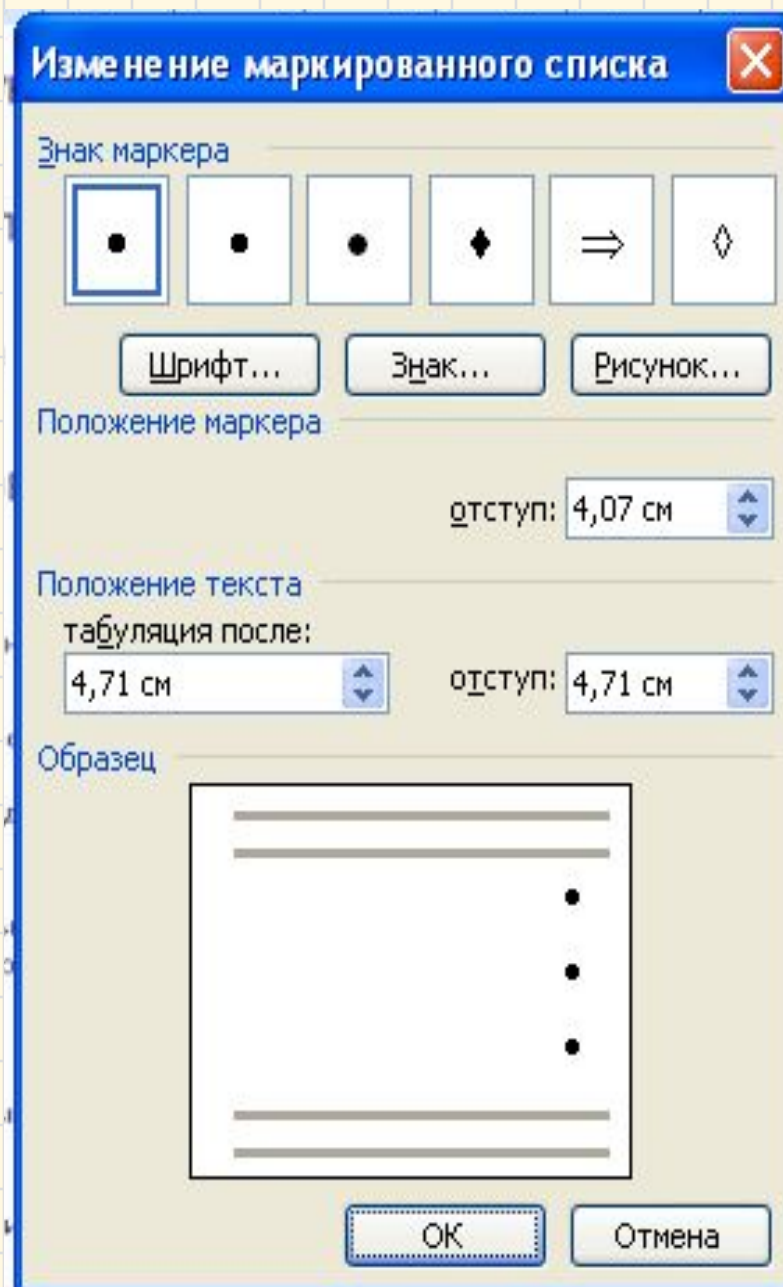 Изменение маркированного списка
Знак маркера
Шрифт... Знак... Рисунок...
Положение маркера
отступ: 4,07 см
Положение текста
табуляция после:
4,71 см отступ: 4,71 см
Образец
ОК Отмена